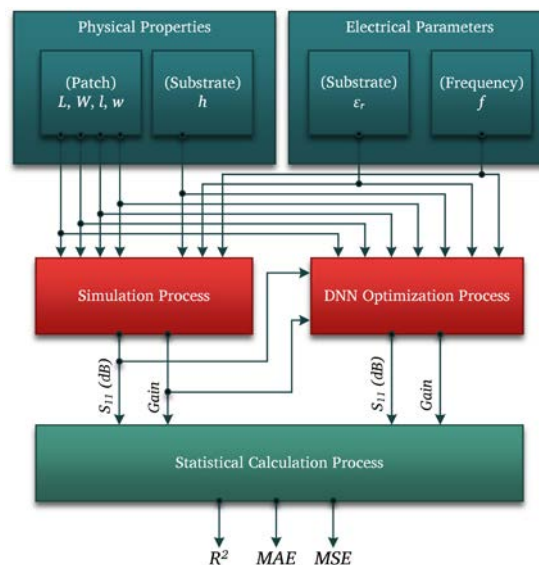 Physical Properties
Electrical Parameters
(Patch)
L, W, l, w
(Substrate)
h
(Substrate)
εr
(Frequency)
f
Simulation Process
DNN Optimization Process
S11 (dB)
Gain
S11 (dB)
Gain
Statistical Calculation Process
R²
MAE
MSE